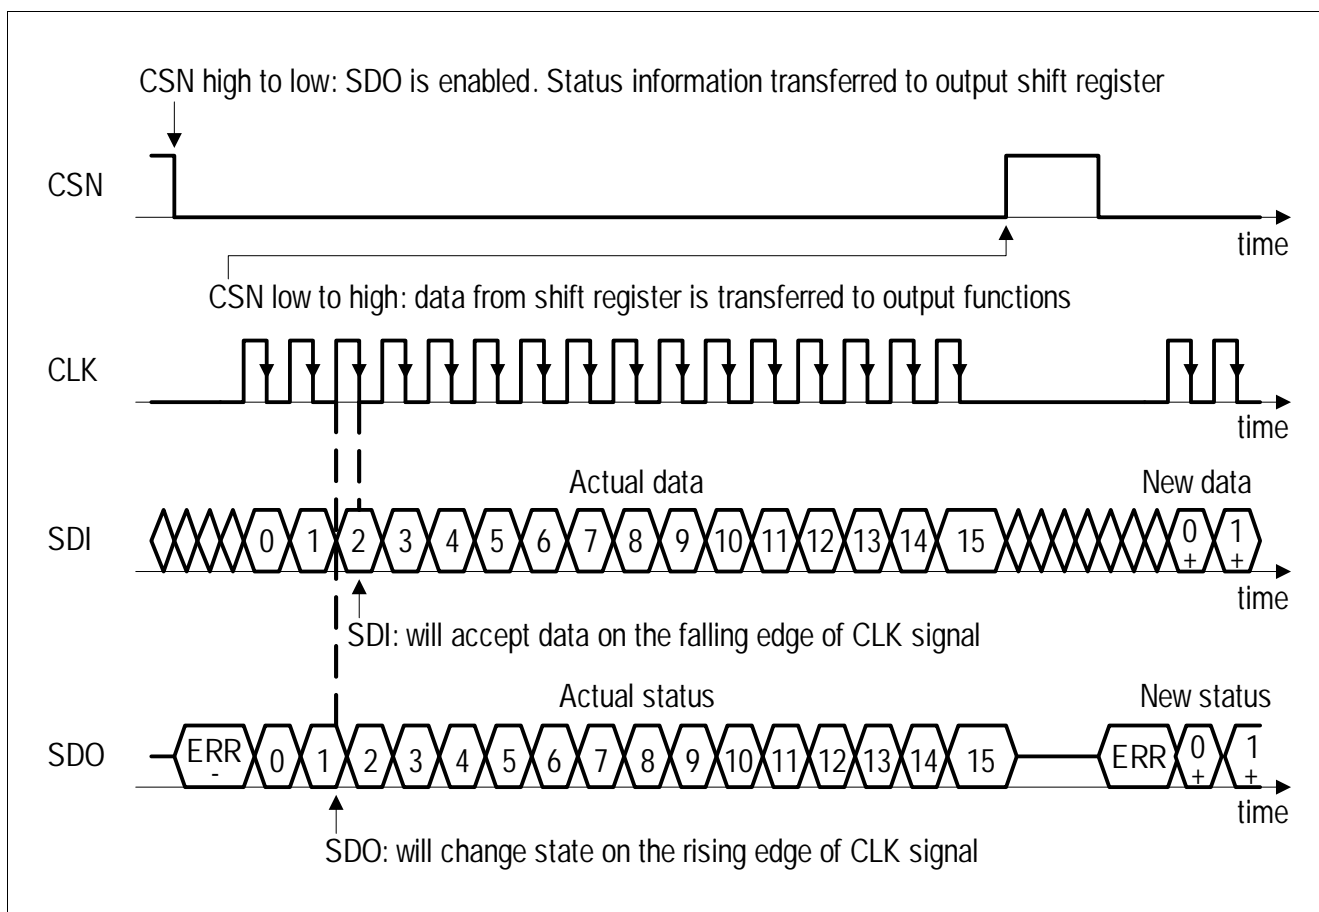 CSN high to low: SDO is enabled. Status information transferred to output shift register
CSN
time
CSN low to high: data from shift register is transferred to output functions
CLK
time
Actual data
New data
SDI
0 1 2 3 4 5 6 7 8 9 10 11 12 13 14 15 0 1
+ +
time
SDI: will accept data on the falling edge of CLK signal
Actual status
New status
SDO
ERR 0 1 2 3 4 5 6 7 8 9 10 11 12 13 14 15 ERR 0 1
- + +
time
SDO: will change state on the rising edge of CLK signal